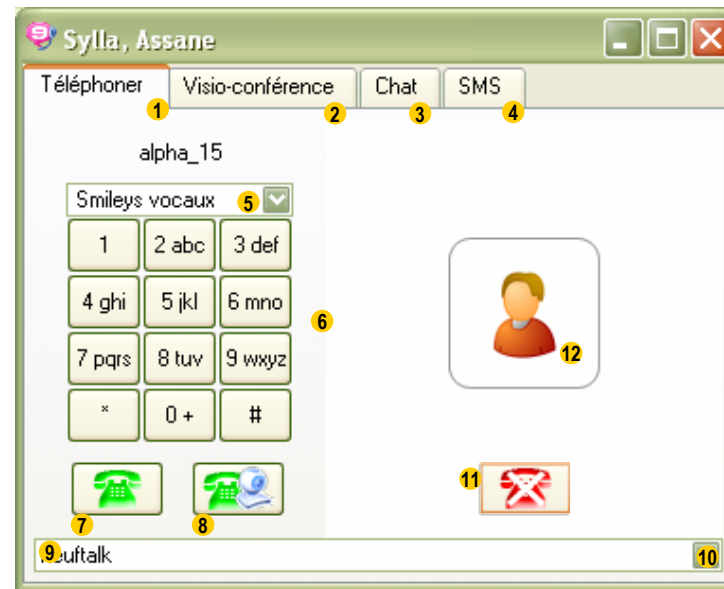 9 Sylla, Assane
Téléphoner Visio-conférence Chat SMS
1 2 3 4
alpha_15
Smileys vocaux 5
1 2 abc 3 def
4 ghi 5 jkl 6 mno 6
7 pqrs 8 tuv 9 wxyz
12
* 0 + #
11
7 8
9 euftalk 10